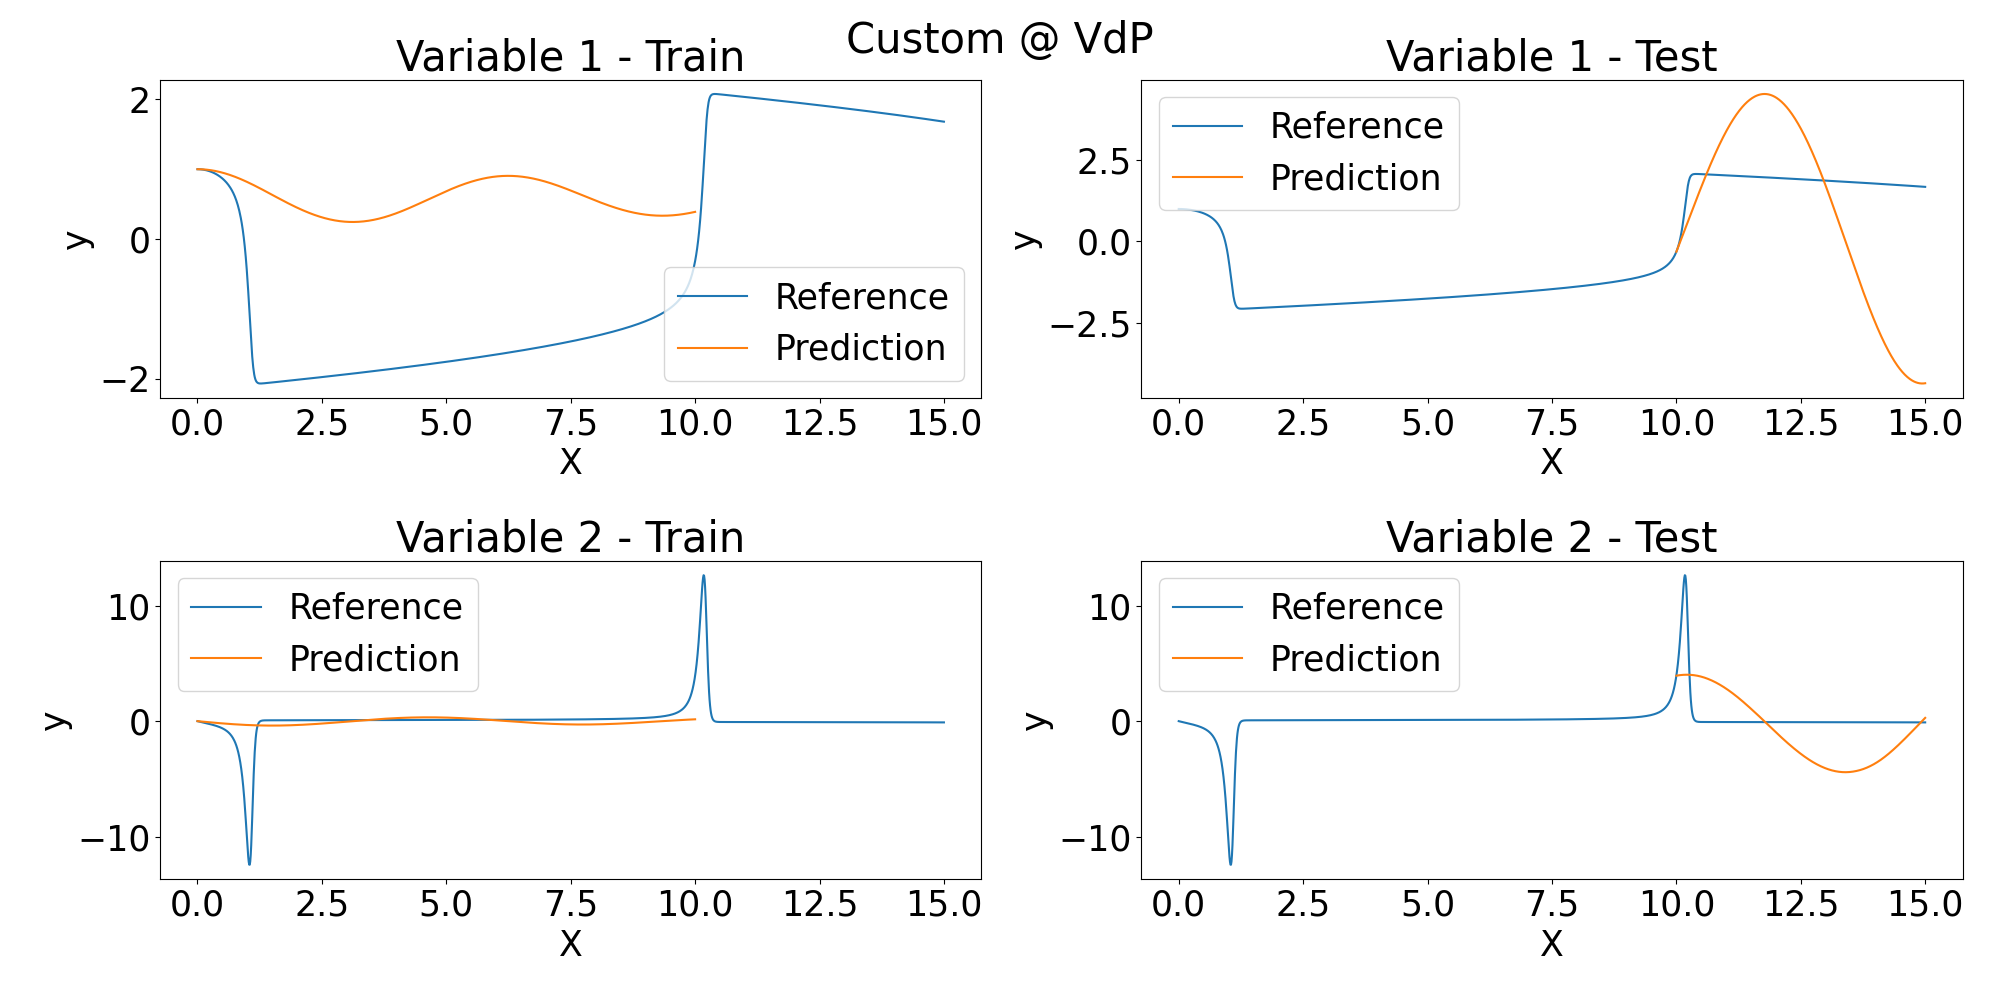 Custom @ VdP
Variable 1 - Train
2
0
−2
y
0.0 2.5 5.0 7.5 10.0 12.5 15.0
X
Reference
Prediction
Variable 1 - Test
2.5
0.0
−2.5
y
0.0 2.5 5.0 7.5 10.0 12.5 15.0
X
Reference
Prediction
Variable 2 - Train
10
0
−10
y
0.0 2.5 5.0 7.5 10.0 12.5 15.0
X
Reference
Prediction
Variable 2 - Test
10
0
−10
y
0.0 2.5 5.0 7.5 10.0 12.5 15.0
X
Reference
Prediction